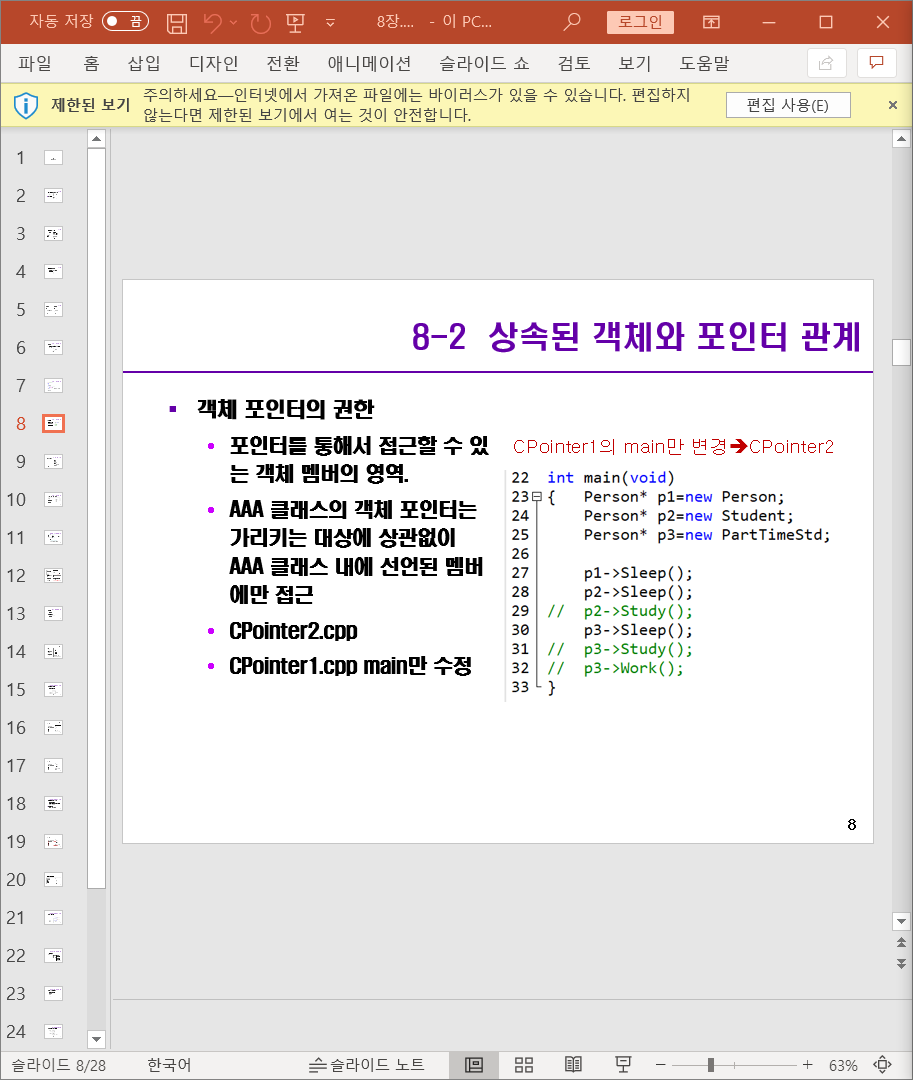 자동 저장 끔 8장.... - 이 PC... 로그인
파일 홈 삽입 디자인 전환 애니메이션 슬라이드 쇼 검토 보기 도움말
제한된 보기 주의하세요—인터넷에서 가져온 파일에는 바이러스가 있을 수 있습니다. 편집하지
않는다면 제한된 보기에서 여는 것이 안전합니다.
편집 사용(E)
1
2
3
4
5
6
7
8
9
10
11
12
13
14
15
16
17
18
19
20
21
22
23
24
8-2 상속된 객체와 포인터 관계
객체 포인터의 권한
포인터를 통해서 접근할 수 있
는 객체 멤버의 영역.
AAA 클래스의 객체 포인터는
가리키는 대상에 상관없이
AAA 클래스 내에 선언된 멤버
에만 접근
CPointer2.cpp
CPointer1.cpp main만 수정
CPointer1의 main만 변경➔CPointer2
22 int main(void)
23 { Person* p1=new Person;
24 Person* p2=new Student;
25 Person* p3=new PartTimeStd;
26
27 p1->Sleep();
28 p2->Sleep();
29 // p2->Study();
30 p3->Sleep();
31 // p3->Study();
32 // p3->Work();
33 }
8
슬라이드 8/28 한국어 슬라이드 노트 63%